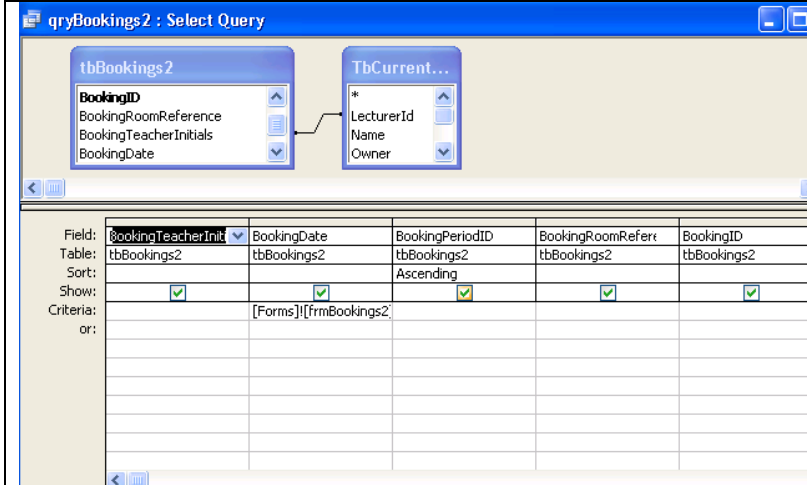 qryBookings2 : Select Query
tbBookings2
BookingID
BookingRoomReference
BookingTeacherInitials
BookingDate
TbCurrent...
*
LecturerId
Name
Owner
Field: BookingTeacherIniti BookingDate BookingPeriodID BookingRoomRefere BookingID
Table: tbBookings2 tbBookings2 tbBookings2 tbBookings2 tbBookings2
Sort: Ascending
Show:
Criteria: [Forms]![frmBookings2]
or: